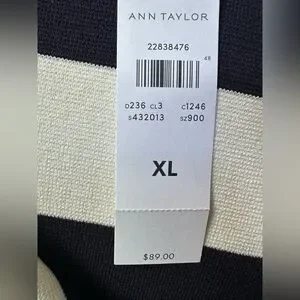 ANN TAYLOR
22838476
48
D236 CL3 C1246
S432013 SZ900
XL
$89.00